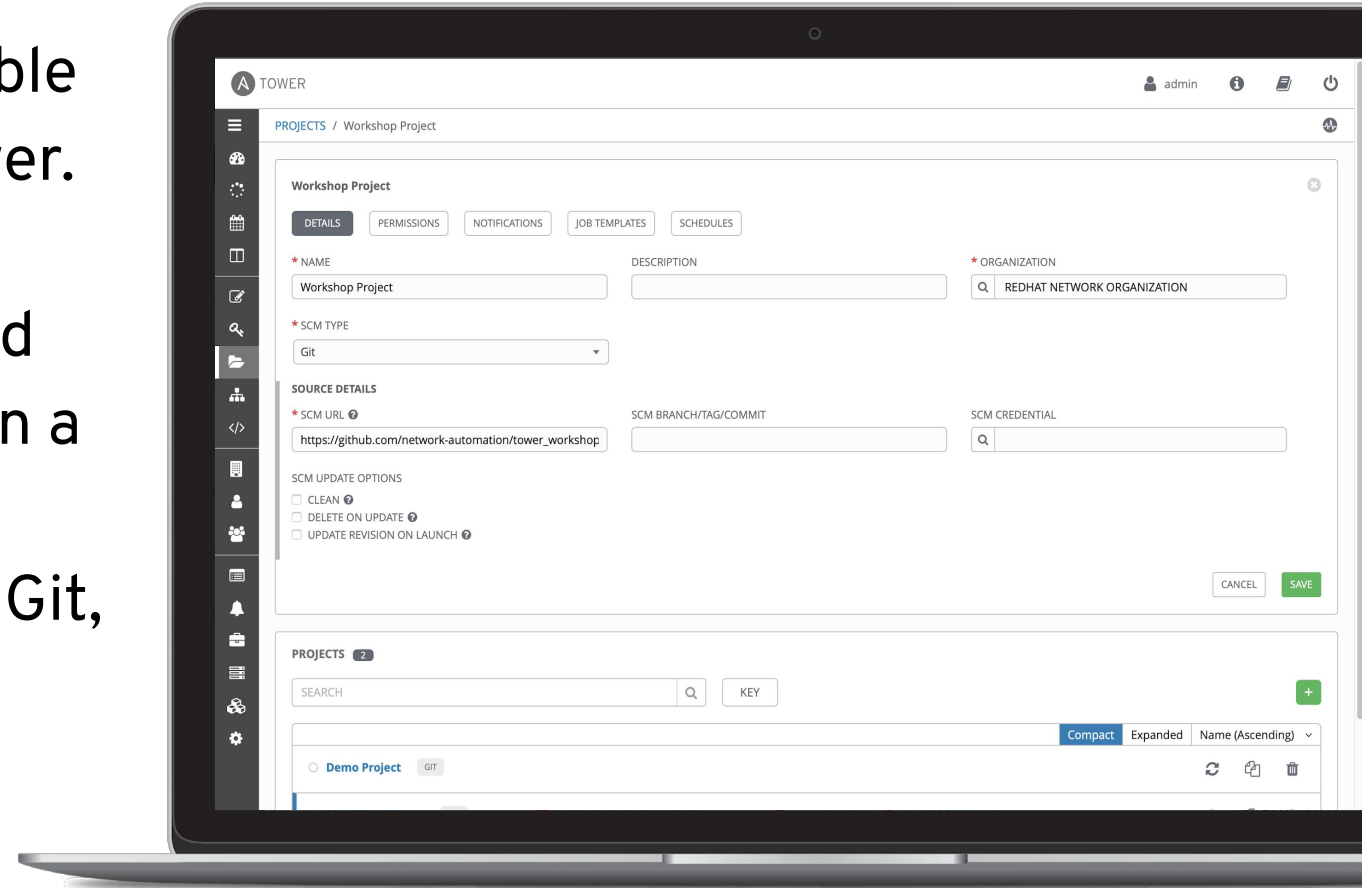 ble
er.
d
n a
Git,
TOWER
admin
PROJECTS / Workshop Project
Workshop Project
DETAILS PERMISSIONS NOTIFICATIONS JOB TEMPLATES SCHEDULES
* NAME DESCRIPTION * ORGANIZATION
Workshop Project REDHAT NETWORK ORGANIZATION
* SCM TYPE
Git
SOURCE DETAILS
* SCM URL SCM BRANCH/TAG/COMMIT SCM CREDENTIAL
https://github.com/network-automation/tower_workshop
SCM UPDATE OPTIONS
CLEAN
DELETE ON UPDATE
UPDATE REVISION ON LAUNCH
CANCEL SAVE
PROJECTS 2
SEARCH KEY +
Compact Expanded Name (Ascending)
Demo Project GIT